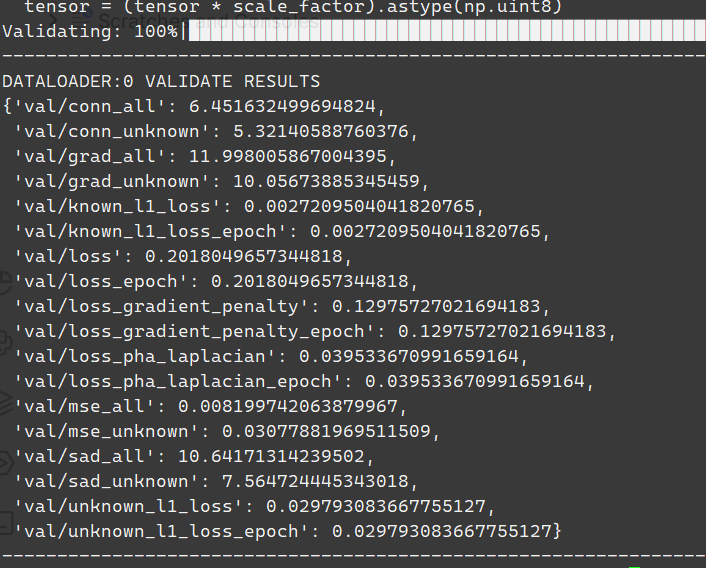 tensor = (tensor * scale_factor).astype(np.uint8)
Scratches and Consoles
Validating: 100%|
DATALOADER:0 VALIDATE RESULTS
{'val/conn_all': 6.451632499694824,
'val/conn_unknown': 5.32140588760376,
'val/grad_all': 11.998005867004395,
'val/grad_unknown': 10.05673885345459,
'val/known_l1_loss': 0.0027209504041820765,
'val/known_l1_loss_epoch': 0.0027209504041820765,
'val/loss': 0.2018049657344818,
'val/loss_epoch': 0.2018049657344818,
'val/loss_gradient_penalty': 0.12975727021694183,
'val/loss_gradient_penalty_epoch': 0.12975727021694183,
'val/loss_pha_laplacian': 0.039533670991659164,
'val/loss_pha_laplacian_epoch': 0.039533670991659164,
'val/mse_all': 0.008199742063879967,
'val/mse_unknown': 0.03077881969511509,
'val/sad_all': 10.64171314239502,
'val/sad_unknown': 7.564724445343018,
'val/unknown_l1_loss': 0.029793083667755127,
'val/unknown_l1_loss_epoch': 0.029793083667755127}